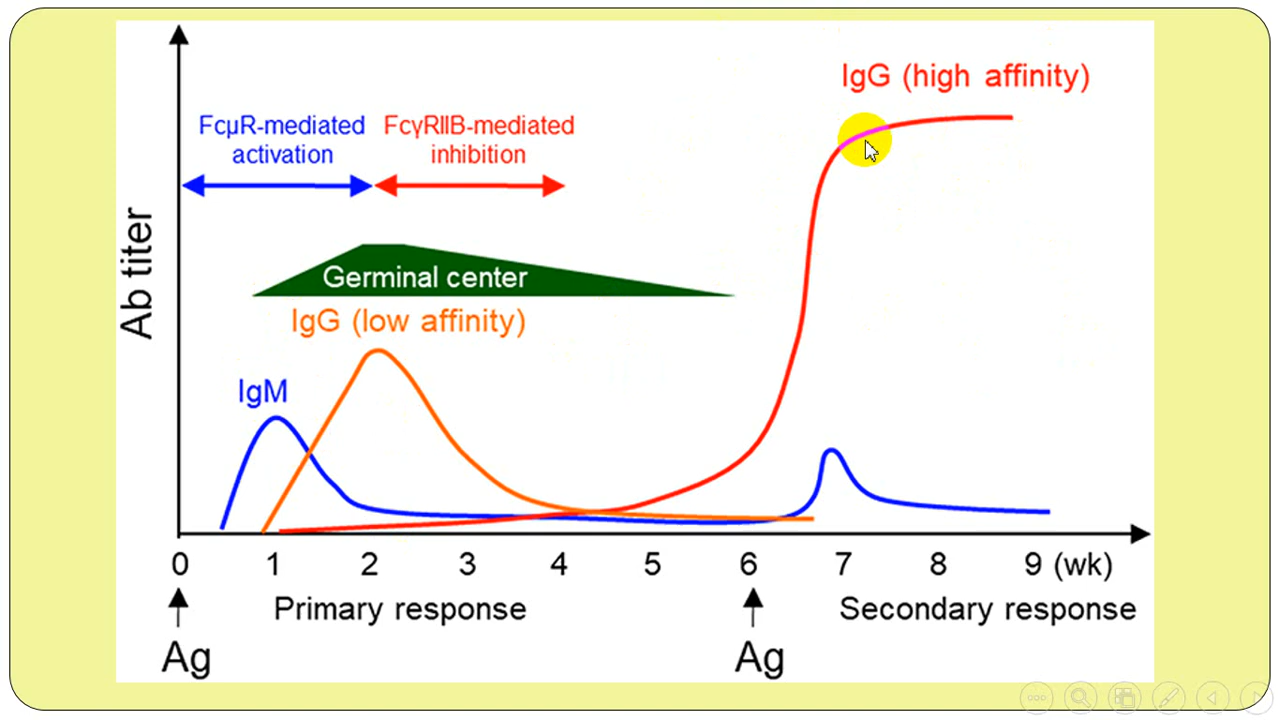 IgG (high affinity)
FcμR-mediated
activation
FcγRIIB-mediated
inhibition
Ab titer
Germinal center
IgG (low affinity)
IgM
0 1 2 3 4 5 6 7 8 9 (wk)
Primary response
Secondary response
Ag
Ag